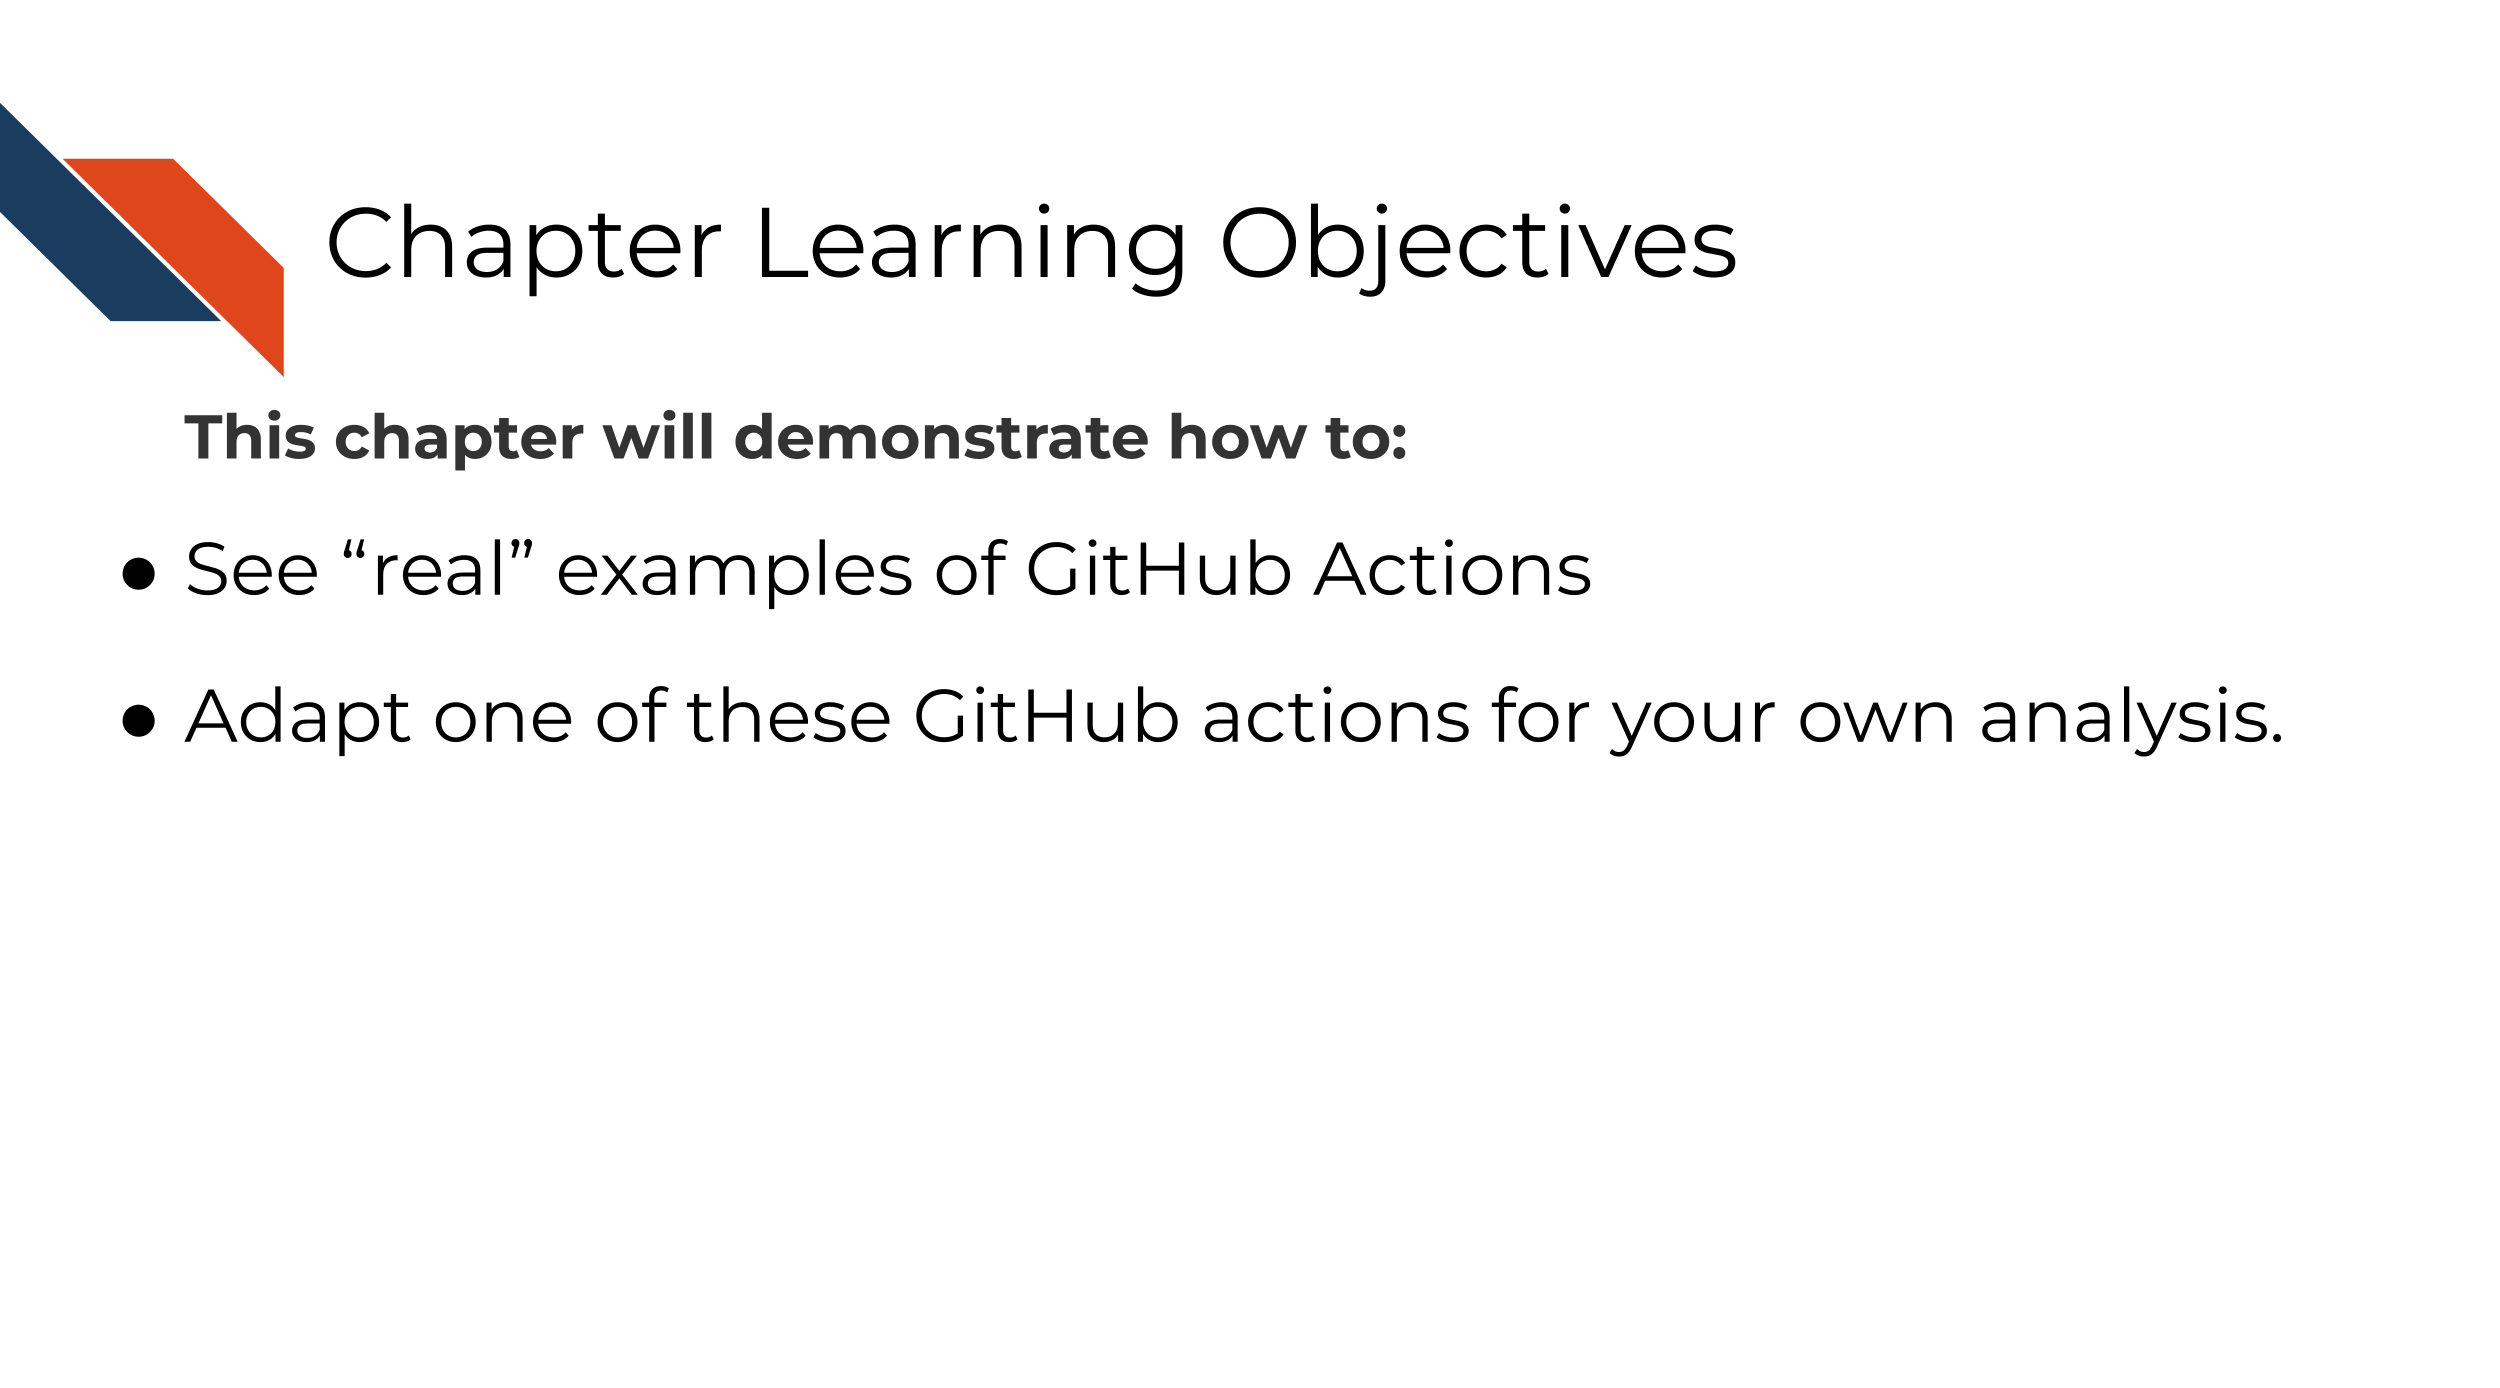 Chapter Learning Objectives
This chapter will demonstrate how to:
● See “real” examples of GitHub Actions
● Adapt one of these GitHub actions for your own analysis.